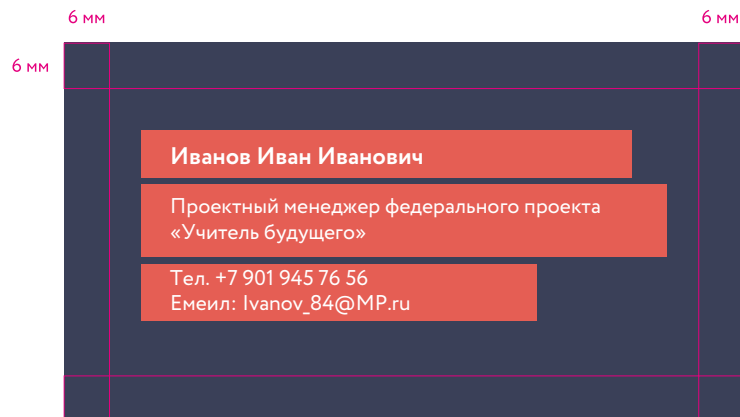 6 мм
6 мм
6 мм
Иванов Иван Иванович
Проектный менеджер федерального проекта
«Учитель будущего»
Тел. +7 901 945 76 56
Емеил: Ivanov_84@MP.ru